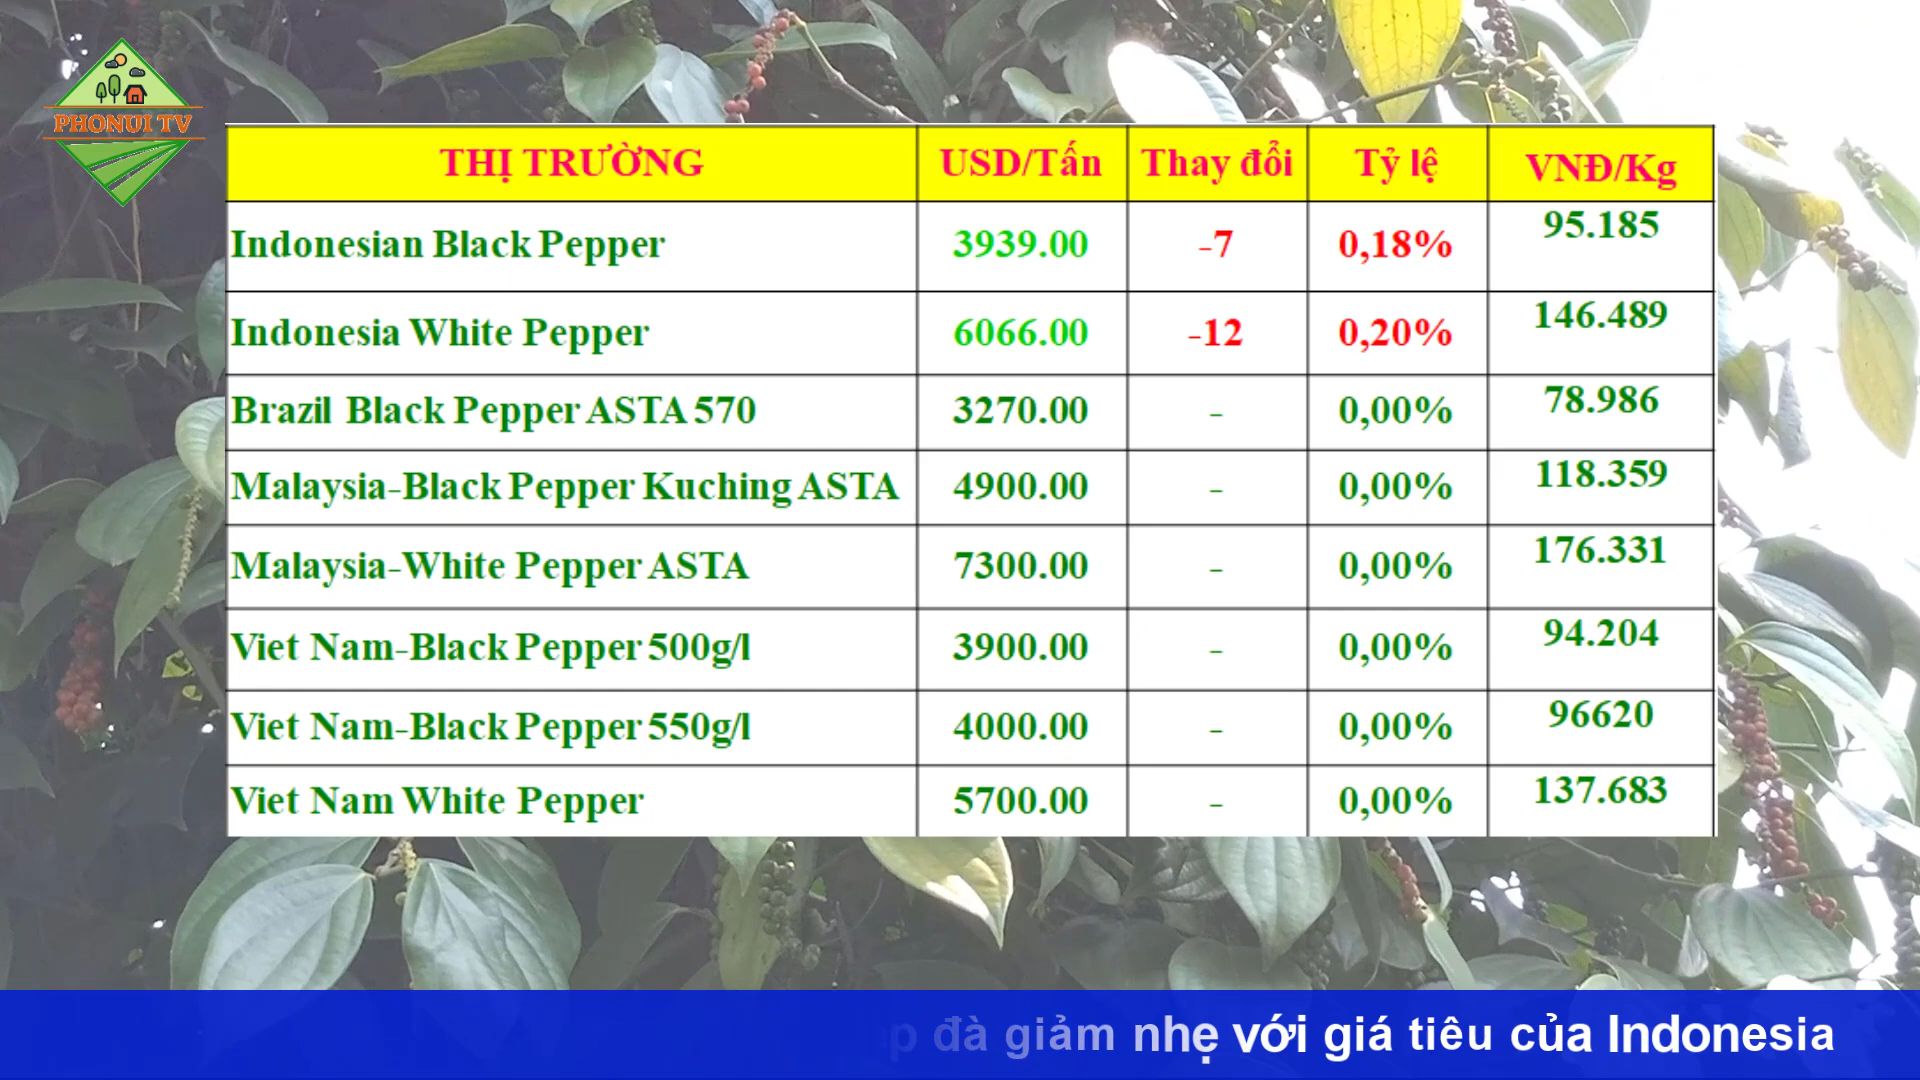 PHONUI TV
THỊ TRƯỜNG USD/Tấn Thay đổi Tỷ lệ VNĐ/Kg
Indonesian Black Pepper 3939.00 -7 0,18% 95.185
Indonesia White Pepper 6066.00 -12 0,20% 146.489
Brazil Black Pepper ASTA 570 3270.00 - 0,00% 78.986
Malaysia-Black Pepper Kuching ASTA 4900.00 - 0,00% 118.359
Malaysia-White Pepper ASTA 7300.00 - 0,00% 176.331
Viet Nam-Black Pepper 500g/l 3900.00 - 0,00% 94.204
Viet Nam-Black Pepper 550g/l 4000.00 - 0,00% 96620
Viet Nam White Pepper 5700.00 - 0,00% 137.683
đà giảm nhẹ với giá tiêu của Indonesia